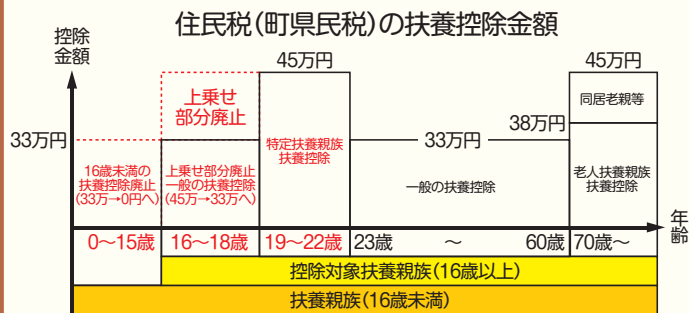 住民税(町県民税)の扶養控除金額
控除
金額
45万円
45万円
上乗せ
部分廃止
同居老親等
38万円
33万円
33万円
特定扶養親族
扶養控除
16歳未満の
扶養控除廃止
(33万→0円へ)
上乗せ部分廃止
一般の扶養控除
(45万→33万へ)
一般の扶養控除
老人扶養親族
扶養控除
年齢
0〜15歳
16〜18歳
19〜22歳
23歳
〜
60歳
70歳〜
控除対象扶養親族(16歳以上)
扶養親族(16歳未満)